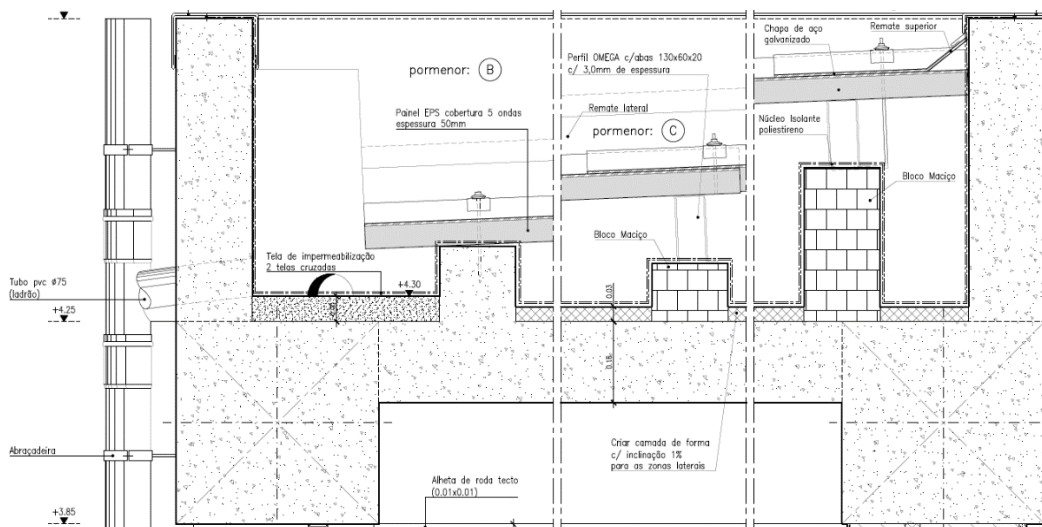 pormenor: B
Painel EPS cobertura 5 ondas
espessura 50mm
Perfil OMEGA c/abas 130x60x20
c/ 3,0mm de espessura
Remate lateral
pormenor: C
Chapa de aço
galvanizado
Remate superior
Núcleo Isolante
poliestireno
Bloco Maciço
Bloco Maciço
Tela de impermeabilização
2 telas cruzadas
+4.30
0.03
Tubo pvc Ø75
(ladrão)
+4.25
0.18
Criar camada de forma
c/ inclinação 1%
para as zonas laterais
Abraçadeira
Alheta de roda tecto
(0.01x0.01)
+3.85